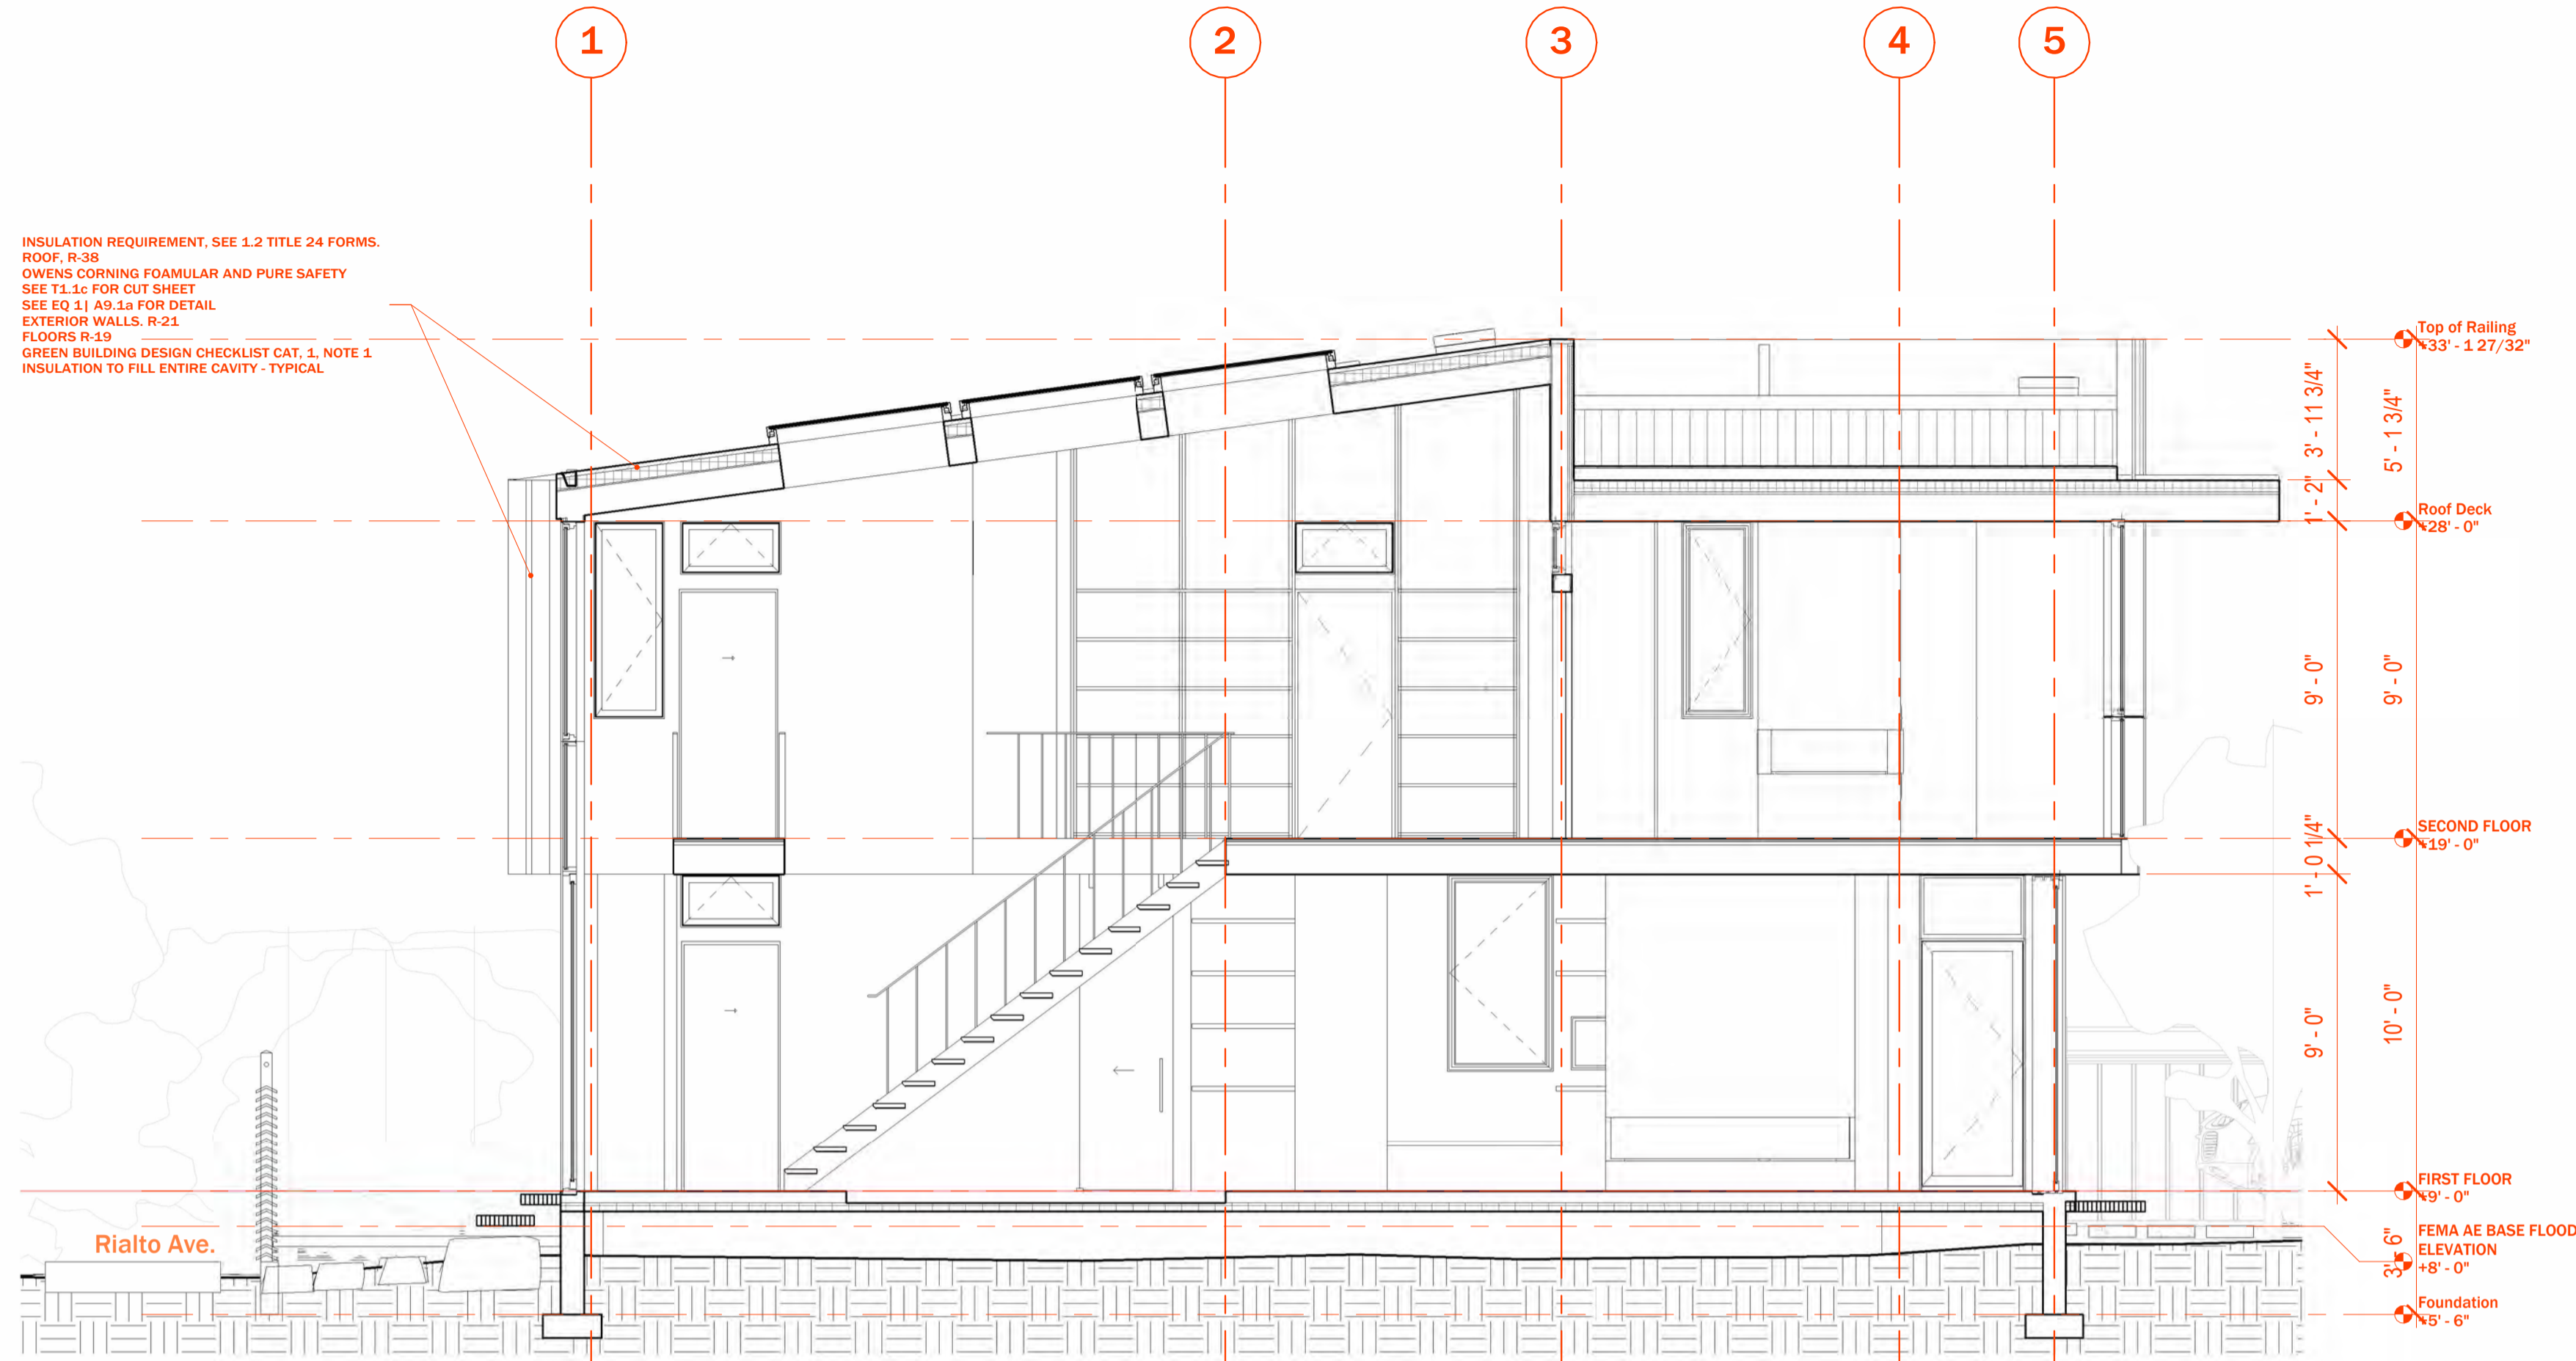 1
2
3
4
5
INSULATION REQUIREMENT, SEE 1.2 TITLE 24 FORMS.
ROOF, R-38
OWENS CORNING FOAMULAR AND PURE SAFETY
SEE T1.1c FOR CUT SHEET
SEE EQ 1| A9.1a FOR DETAIL
EXTERIOR WALLS. R-21
FLOORS R-19
GREEN BUILDING DESIGN CHECKLIST CAT, 1, NOTE 1
INSULATION TO FILL ENTIRE CAVITY - TYPICAL
Top of Railing
+33' - 1 27/32"
3' - 11 3/4"
5' - 1 3/4"
1' - 2"
Roof Deck
+28' - 0"
9' - 0"
9' - 0"
1' - 0 1/4"
SECOND FLOOR
+19' - 0"
9' - 0"
10' - 0"
FIRST FLOOR
+9' - 0"
3' - 6"
FEMA AE BASE FLOOD
ELEVATION
+8' - 0"
Foundation
+5' - 6"
Rialto Ave.